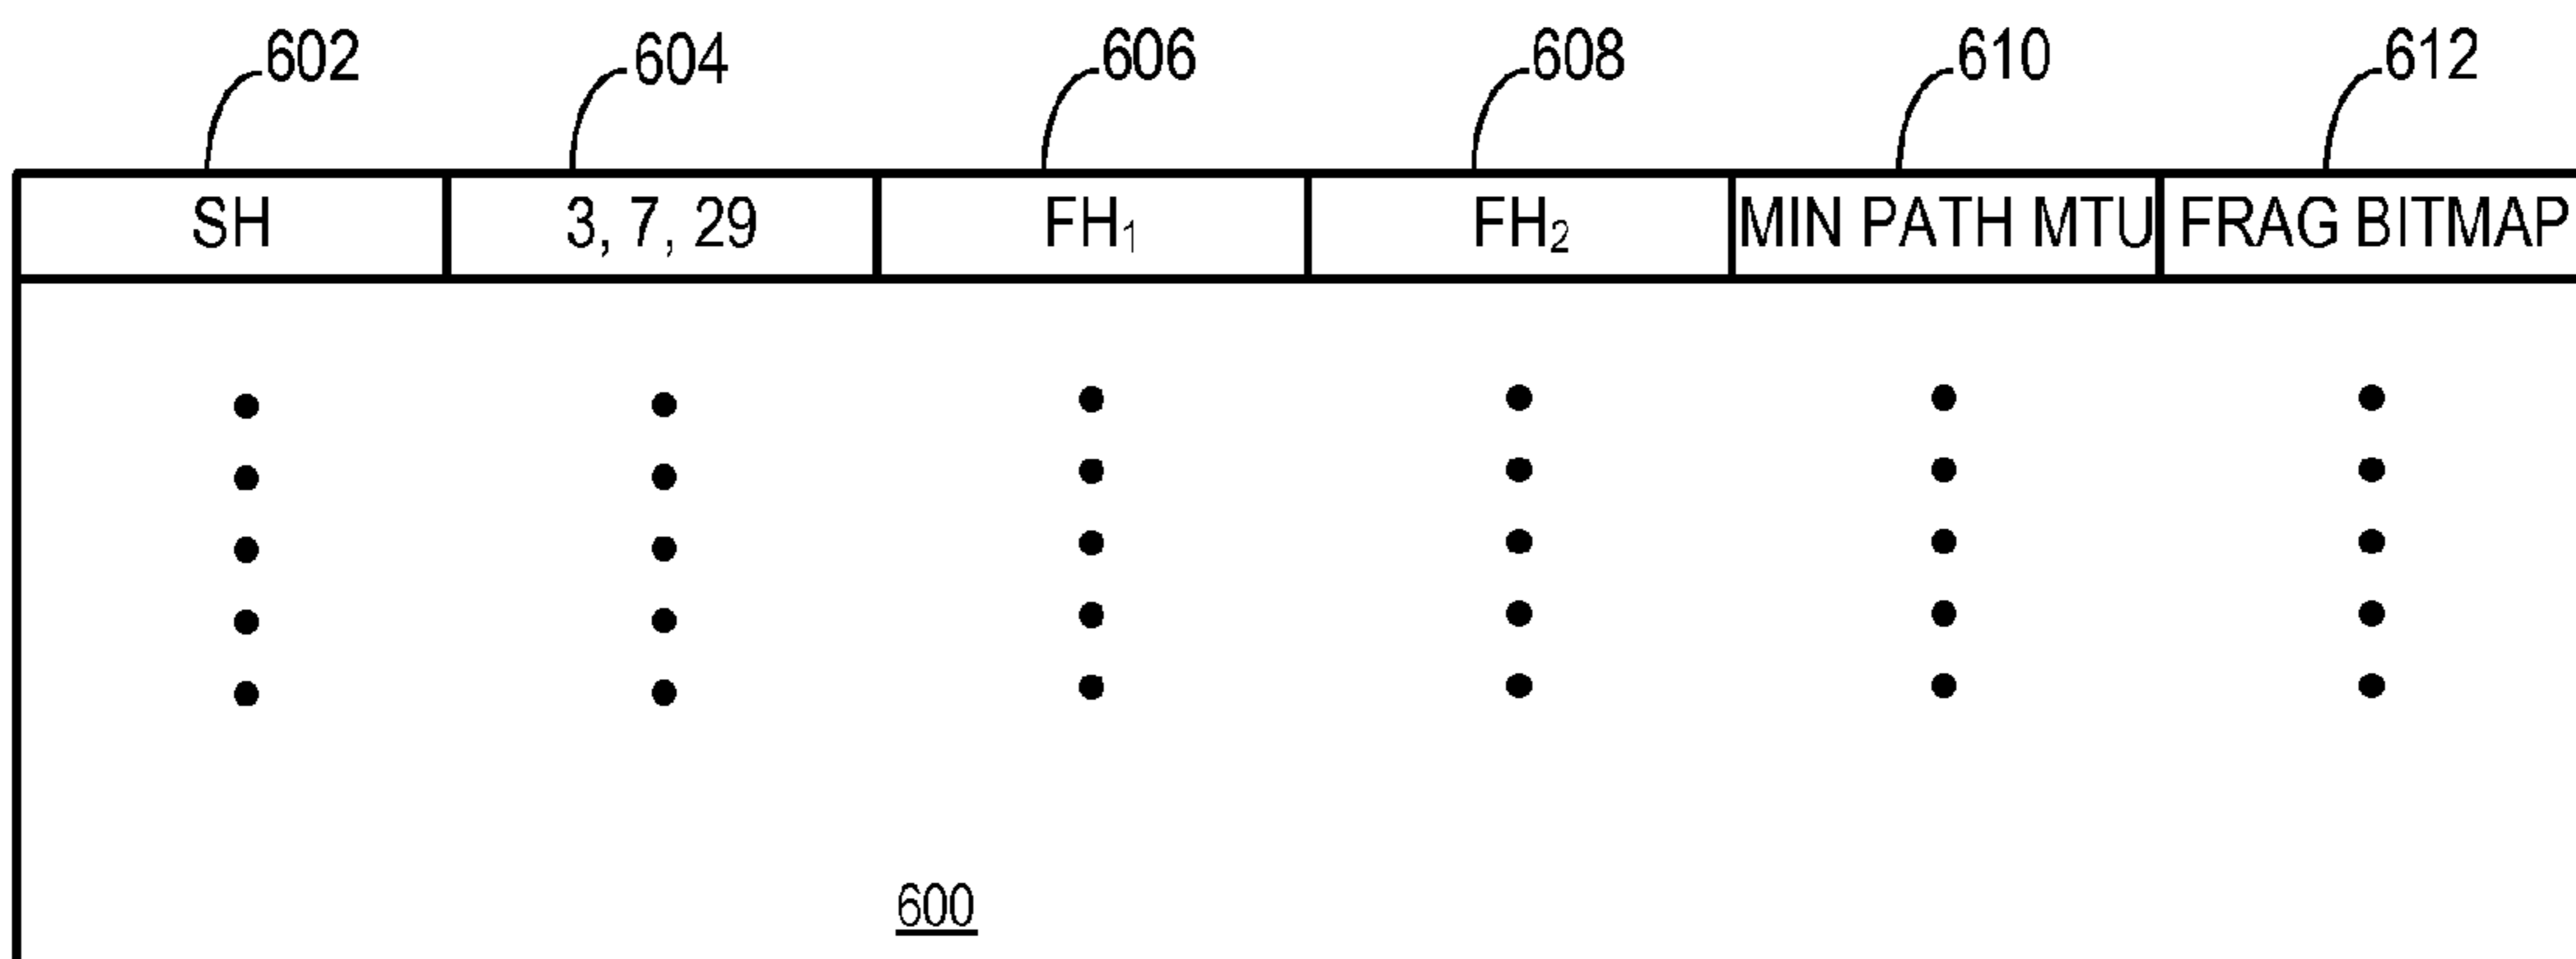 602 604 606 608 610 612
SH 3, 7, 29 FH₁ FH₂ MIN PATH MTU FRAG BITMAP
600